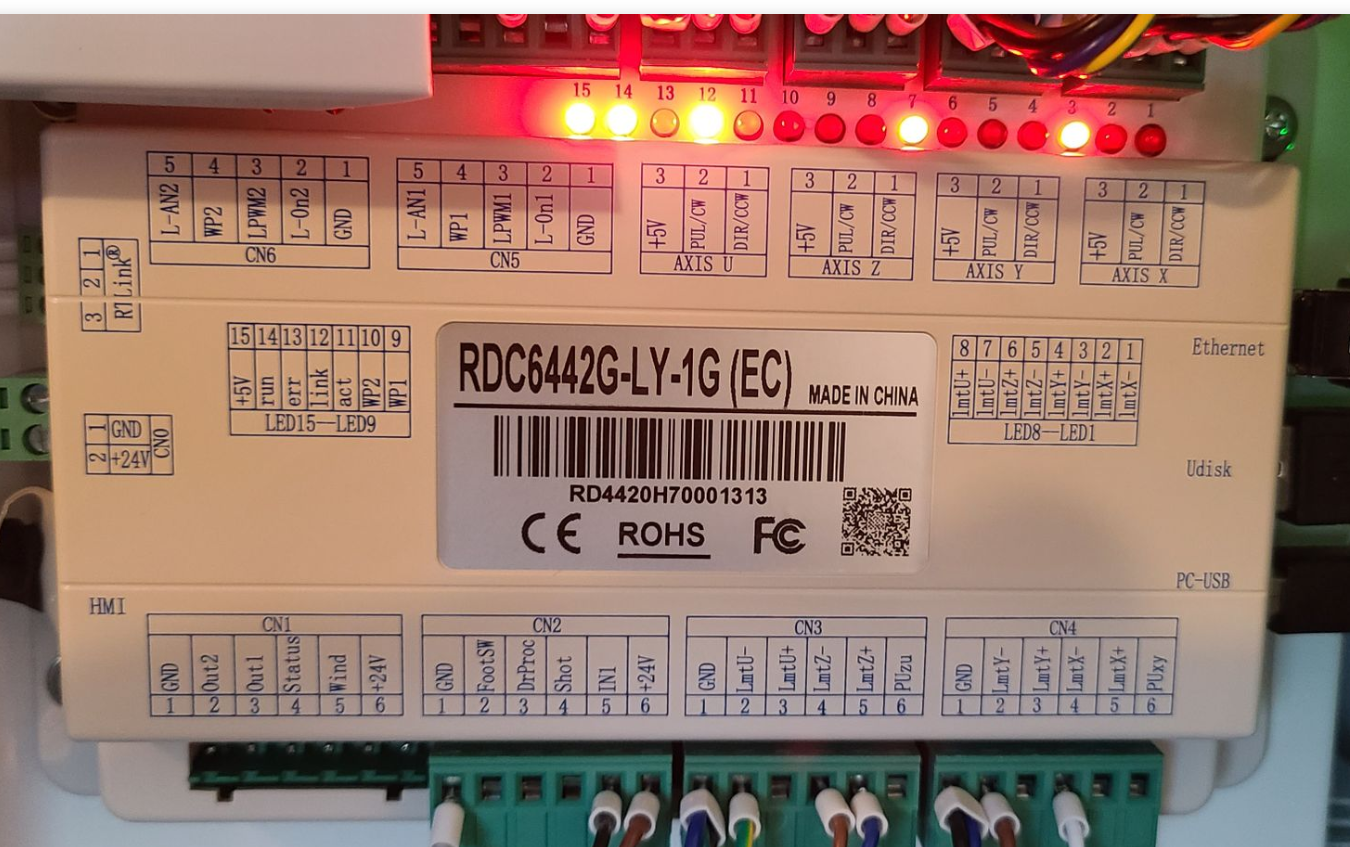 15 14 13 12 11 10 9 8 7 6 5 4 3 2 1
5 4 3 2 1
L-AN2 WP2 LPWM2 L-On2 GND
CN6
5 4 3 2 1
L-AN1 WP1 LPWM1 L-On1 GND
CN5
3 2 1
+5V PUL/CW DIR/CCW
AXIS U
3 2 1
+5V PUL/CW DIR/CCW
AXIS Z
3 2 1
+5V PUL/CW DIR/CCW
AXIS Y
3 2 1
+5V PUL/CW DIR/CCW
AXIS X
3 2 1
RTLink®
15 14 13 12 11 10 9
+5V run err link act WP2 WP1
LED15--LED9
2 1
+24V GND
CN0
RDC6442G-LY-1G (EC) MADE IN CHINA
RD4420H70001313
CE ROHS FC
8 7 6 5 4 3 2 1
lmtU+ lmtU- lmtZ+ lmtZ- lmtY+ lmtY- lmtX+ lmtX-
LED8--LED1
Ethernet
Udisk
PC-USB
HMI
CN1
GND Out2 Out1 Status Wind +24V
1 2 3 4 5 6
CN2
GND FootSW DrProc Shot IN1 +24V
1 2 3 4 5 6
CN3
GND LmtU- LmtU+ LmtZ- LmtZ+ PUzu
1 2 3 4 5 6
CN4
GND LmtY- LmtY+ LmtX- LmtX+ PUxy
1 2 3 4 5 6